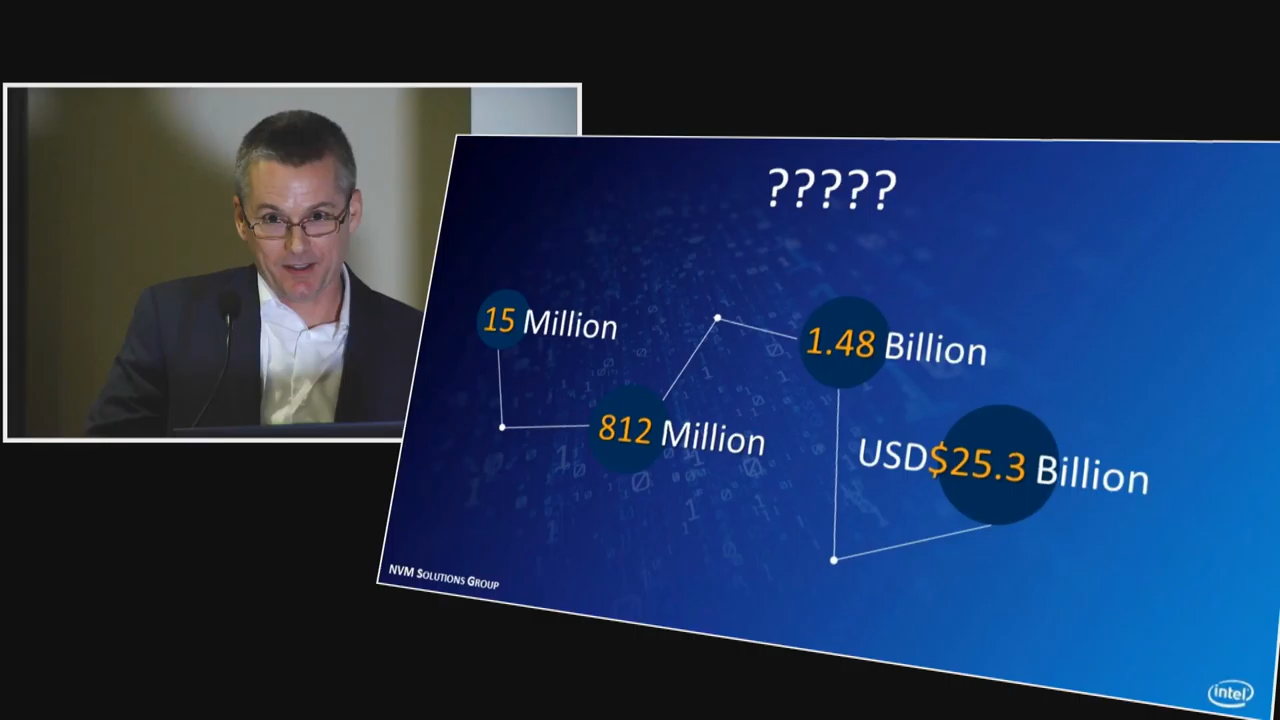 ?????
15 Million
1.48 Billion
812 Million
USD$25.3 Billion
NVM SOLUTIONS GROUP
intel